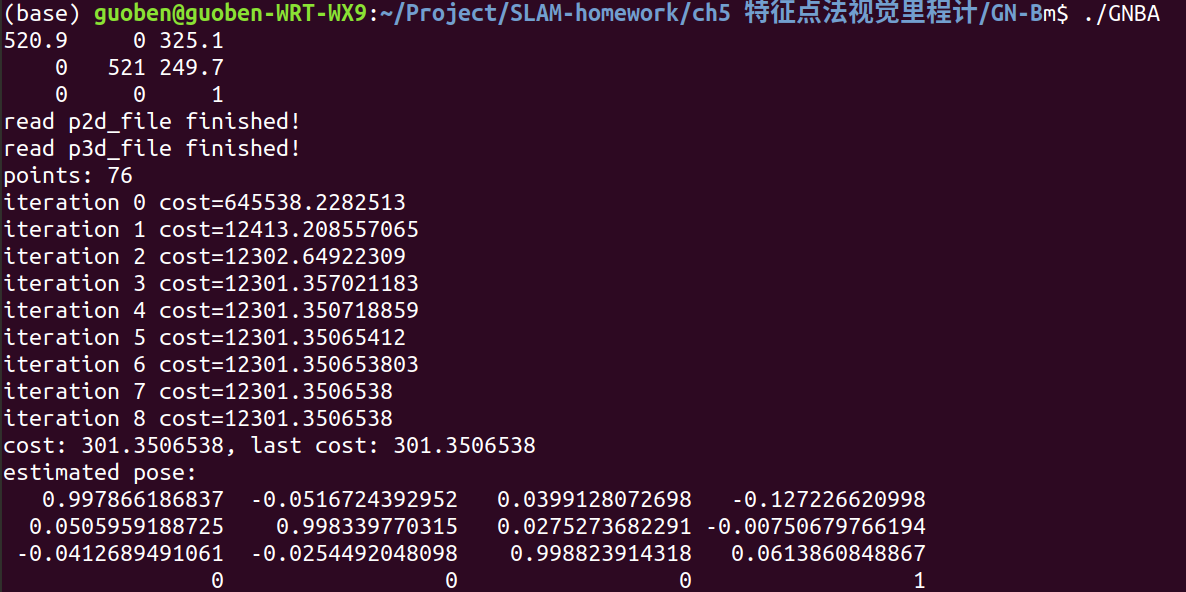 (base) guoben@guoben-WRT-WX9:~/Project/SLAM-homework/ch5 特征点法视觉里程计/GN-Bm$ ./GNBA
520.9     0 325.1
    0   521 249.7
    0     0     1
read p2d_file finished!
read p3d_file finished!
points: 76
iteration 0 cost=645538.2282513
iteration 1 cost=12413.208557065
iteration 2 cost=12302.64922309
iteration 3 cost=12301.357021183
iteration 4 cost=12301.350718859
iteration 5 cost=12301.35065412
iteration 6 cost=12301.350653803
iteration 7 cost=12301.3506538
iteration 8 cost=12301.3506538
cost: 301.3506538, last cost: 301.3506538
estimated pose:
   0.997866186837  -0.0516724392952   0.0399128072698   -0.127226620998
  0.0505959188725    0.998339770315   0.0275273682291 -0.00750679766194
 -0.0412689491061  -0.0254492048098    0.998823914318   0.0613860848867
                0                 0                 0                 1